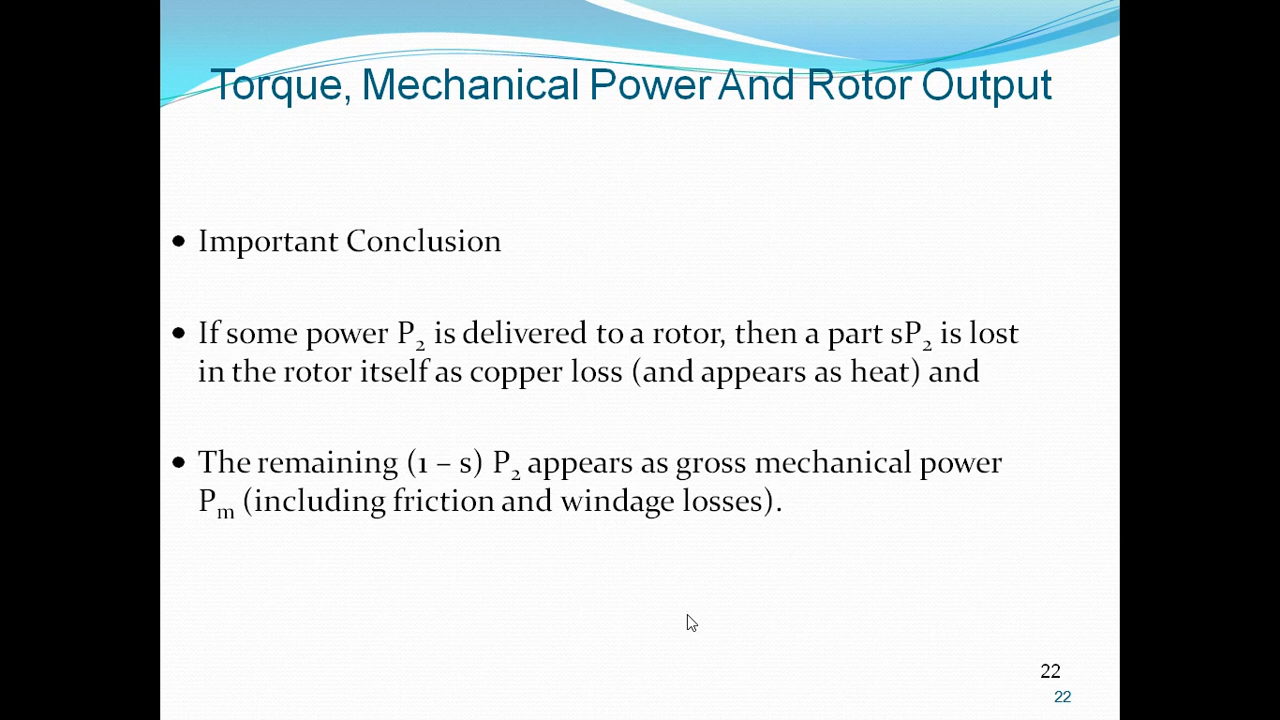 Torque, Mechanical Power And Rotor Output
• Important Conclusion
• If some power P₂ is delivered to a rotor, then a part sP₂ is lost
in the rotor itself as copper loss (and appears as heat) and
• The remaining (1 – s) P₂ appears as gross mechanical power
Pₘ (including friction and windage losses).
22
22